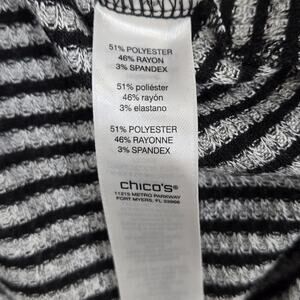 51% POLYESTER
46% RAYON
3% SPANDEX
51% poliéster
46% rayón
3% elastano
51% POLYESTER
46% RAYONNE
3% SPANDEX
chico's®
11215 METRO PARKWAY
FORT MYERS, FL 33966